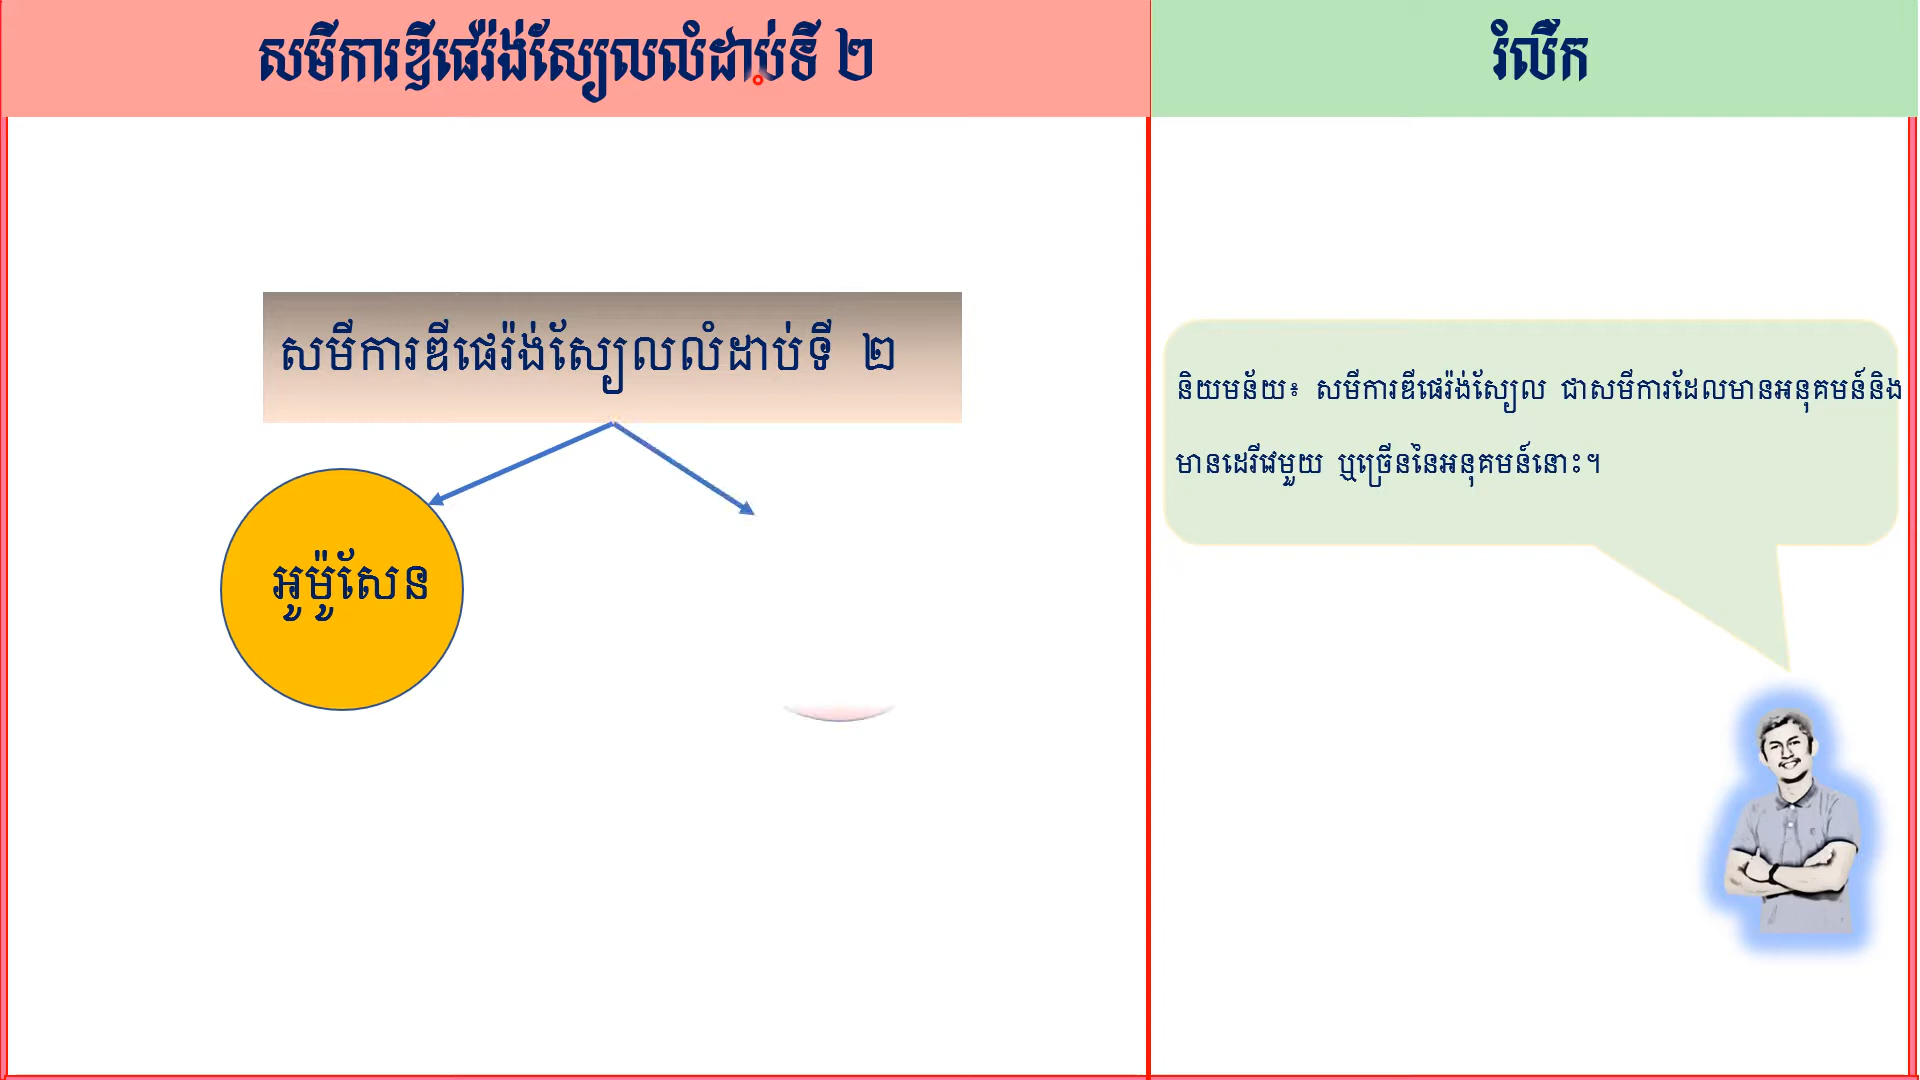 សមីការឌីផេរ៉ង់ស្យែលលំដាប់ទី ២
រំលឹក
សមីការឌីផេរ៉ង់ស្យែលលំដាប់ទី ២
អូម៉ូសែន
និយមន័យ៖ សមីការឌីផេរ៉ង់ស្យែល ជាសមីការដែលមានអនុគមន៍និង
មានដេរីវេមួយ ឬច្រើននៃអនុគមន៍នោះ។